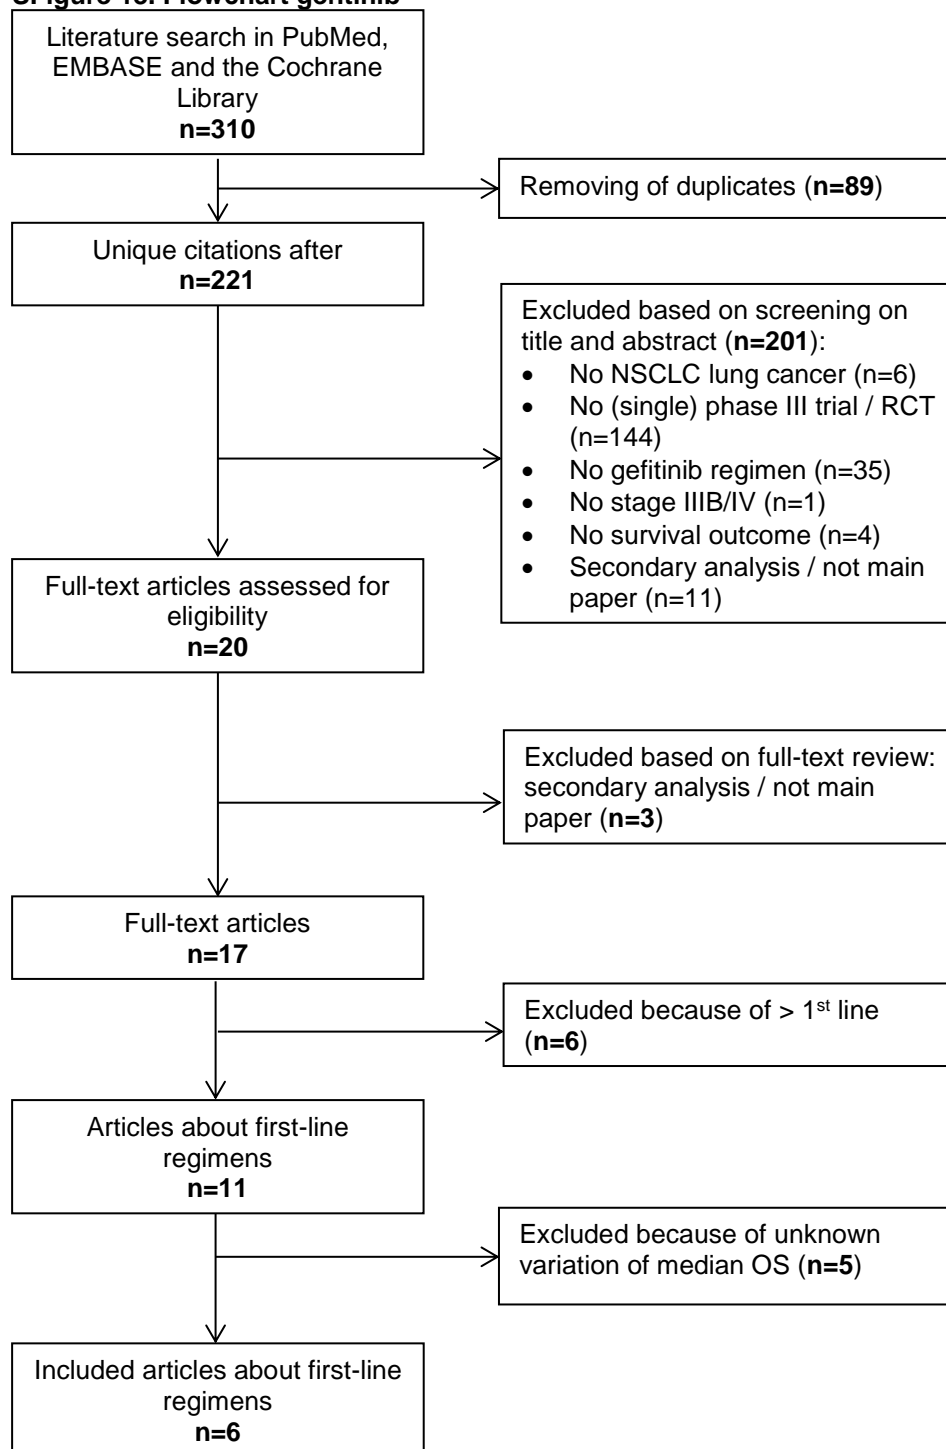 Literature search in PubMed,
EMBASE and the Cochrane
Library
n=310
Removing of duplicates (n=89)
Unique citations after
n=221
Excluded based on screening on
title and abstract (n=201):
• No NSCLC lung cancer (n=6)
• No (single) phase III trial / RCT
(n=144)
• No gefitinib regimen (n=35)
• No stage IIIB/IV (n=1)
• No survival outcome (n=4)
• Secondary analysis / not main
paper (n=11)
Full-text articles assessed for
eligibility
n=20
Excluded based on full-text review:
secondary analysis / not main
paper (n=3)
Full-text articles
n=17
Excluded because of > 1st line
(n=6)
Articles about first-line
regimens
n=11
Excluded because of unknown
variation of median OS (n=5)
Included articles about first-line
regimens
n=6